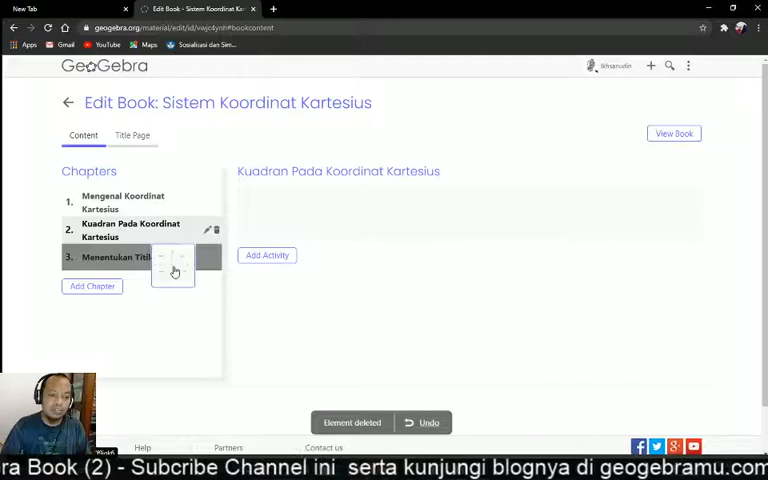 New Tab
Edit Book - Sistem Koordinat Kar
geogebra.org/material/edit/id/vajc4ynh#bookcontent
Apps
Gmail
YouTube
Maps
Sosialisasi dan Sim...
GeoGebra
Ikhsanudin
Edit Book: Sistem Koordinat Kartesius
Content
Title Page
View Book
Chapters
Kuadran Pada Koordinat Kartesius
1. Mengenal Koordinat
Kartesius
2. Kuadran Pada Koordinat
Kartesius
3. Menentukan Titik
Add Activity
Add Chapter
Element deleted
Undo
Help
Partners
Contact us
ra Book (2) - Subcribe Channel ini serta kunjungi blognya di geogebramu.com